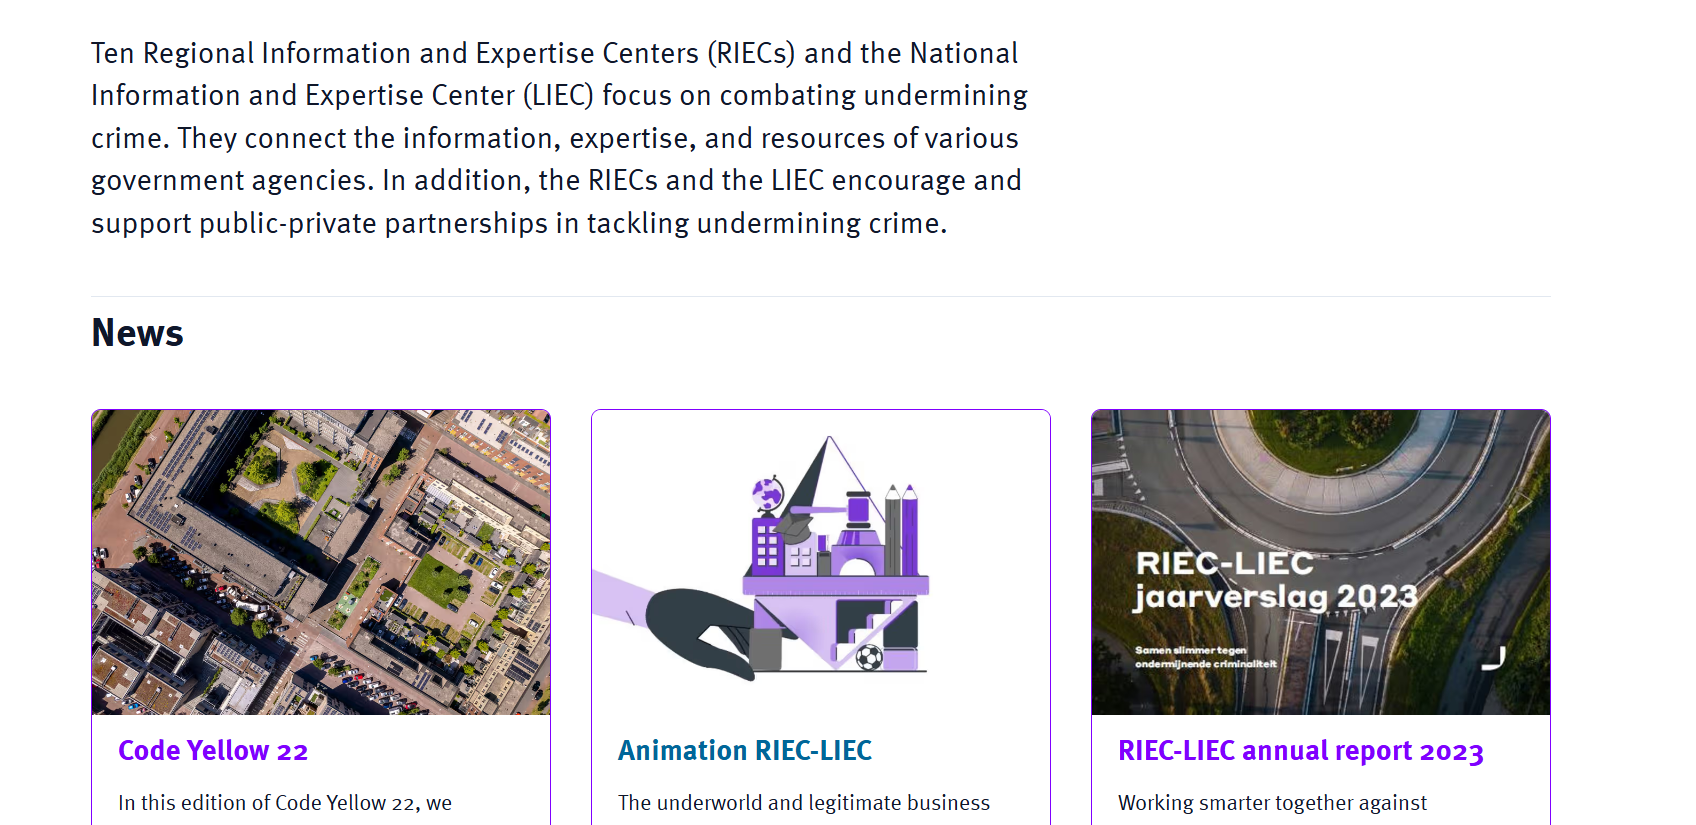 Ten Regional Information and Expertise Centers (RIECs) and the National
Information and Expertise Center (LIEC) focus on combating undermining
crime. They connect the information, expertise, and resources of various
government agencies. In addition, the RIECs and the LIEC encourage and
support public-private partnerships in tackling undermining crime.
News
RIEC-LIEC
jaarverslag 2023
Samen slimmer tegen
ondermijnende criminaliteit
Code Yellow 22
In this edition of Code Yellow 22, we
Animation RIEC-LIEC
The underworld and legitimate business
RIEC-LIEC annual report 2023
Working smarter together against